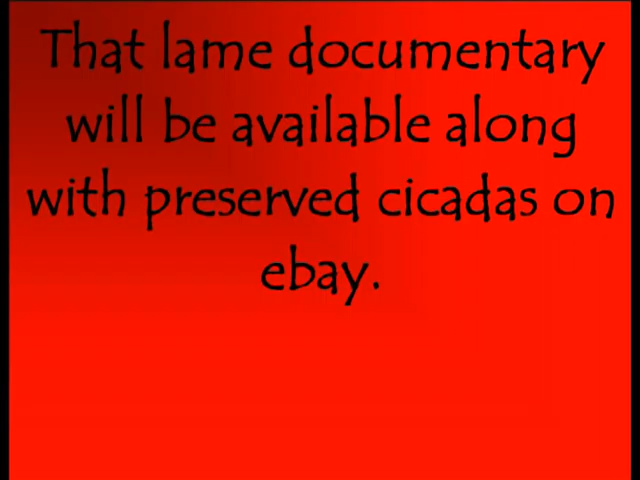 That lame documentary
will be available along
with preserved cicadas on
ebay.